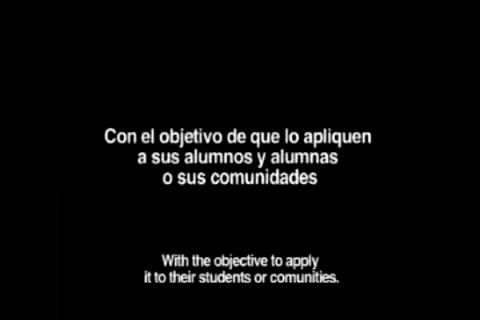 Con el objetivo de que lo apliquen
a sus alumnos y alumnas
o sus comunidades
With the objective to apply
it to their students or comunities.